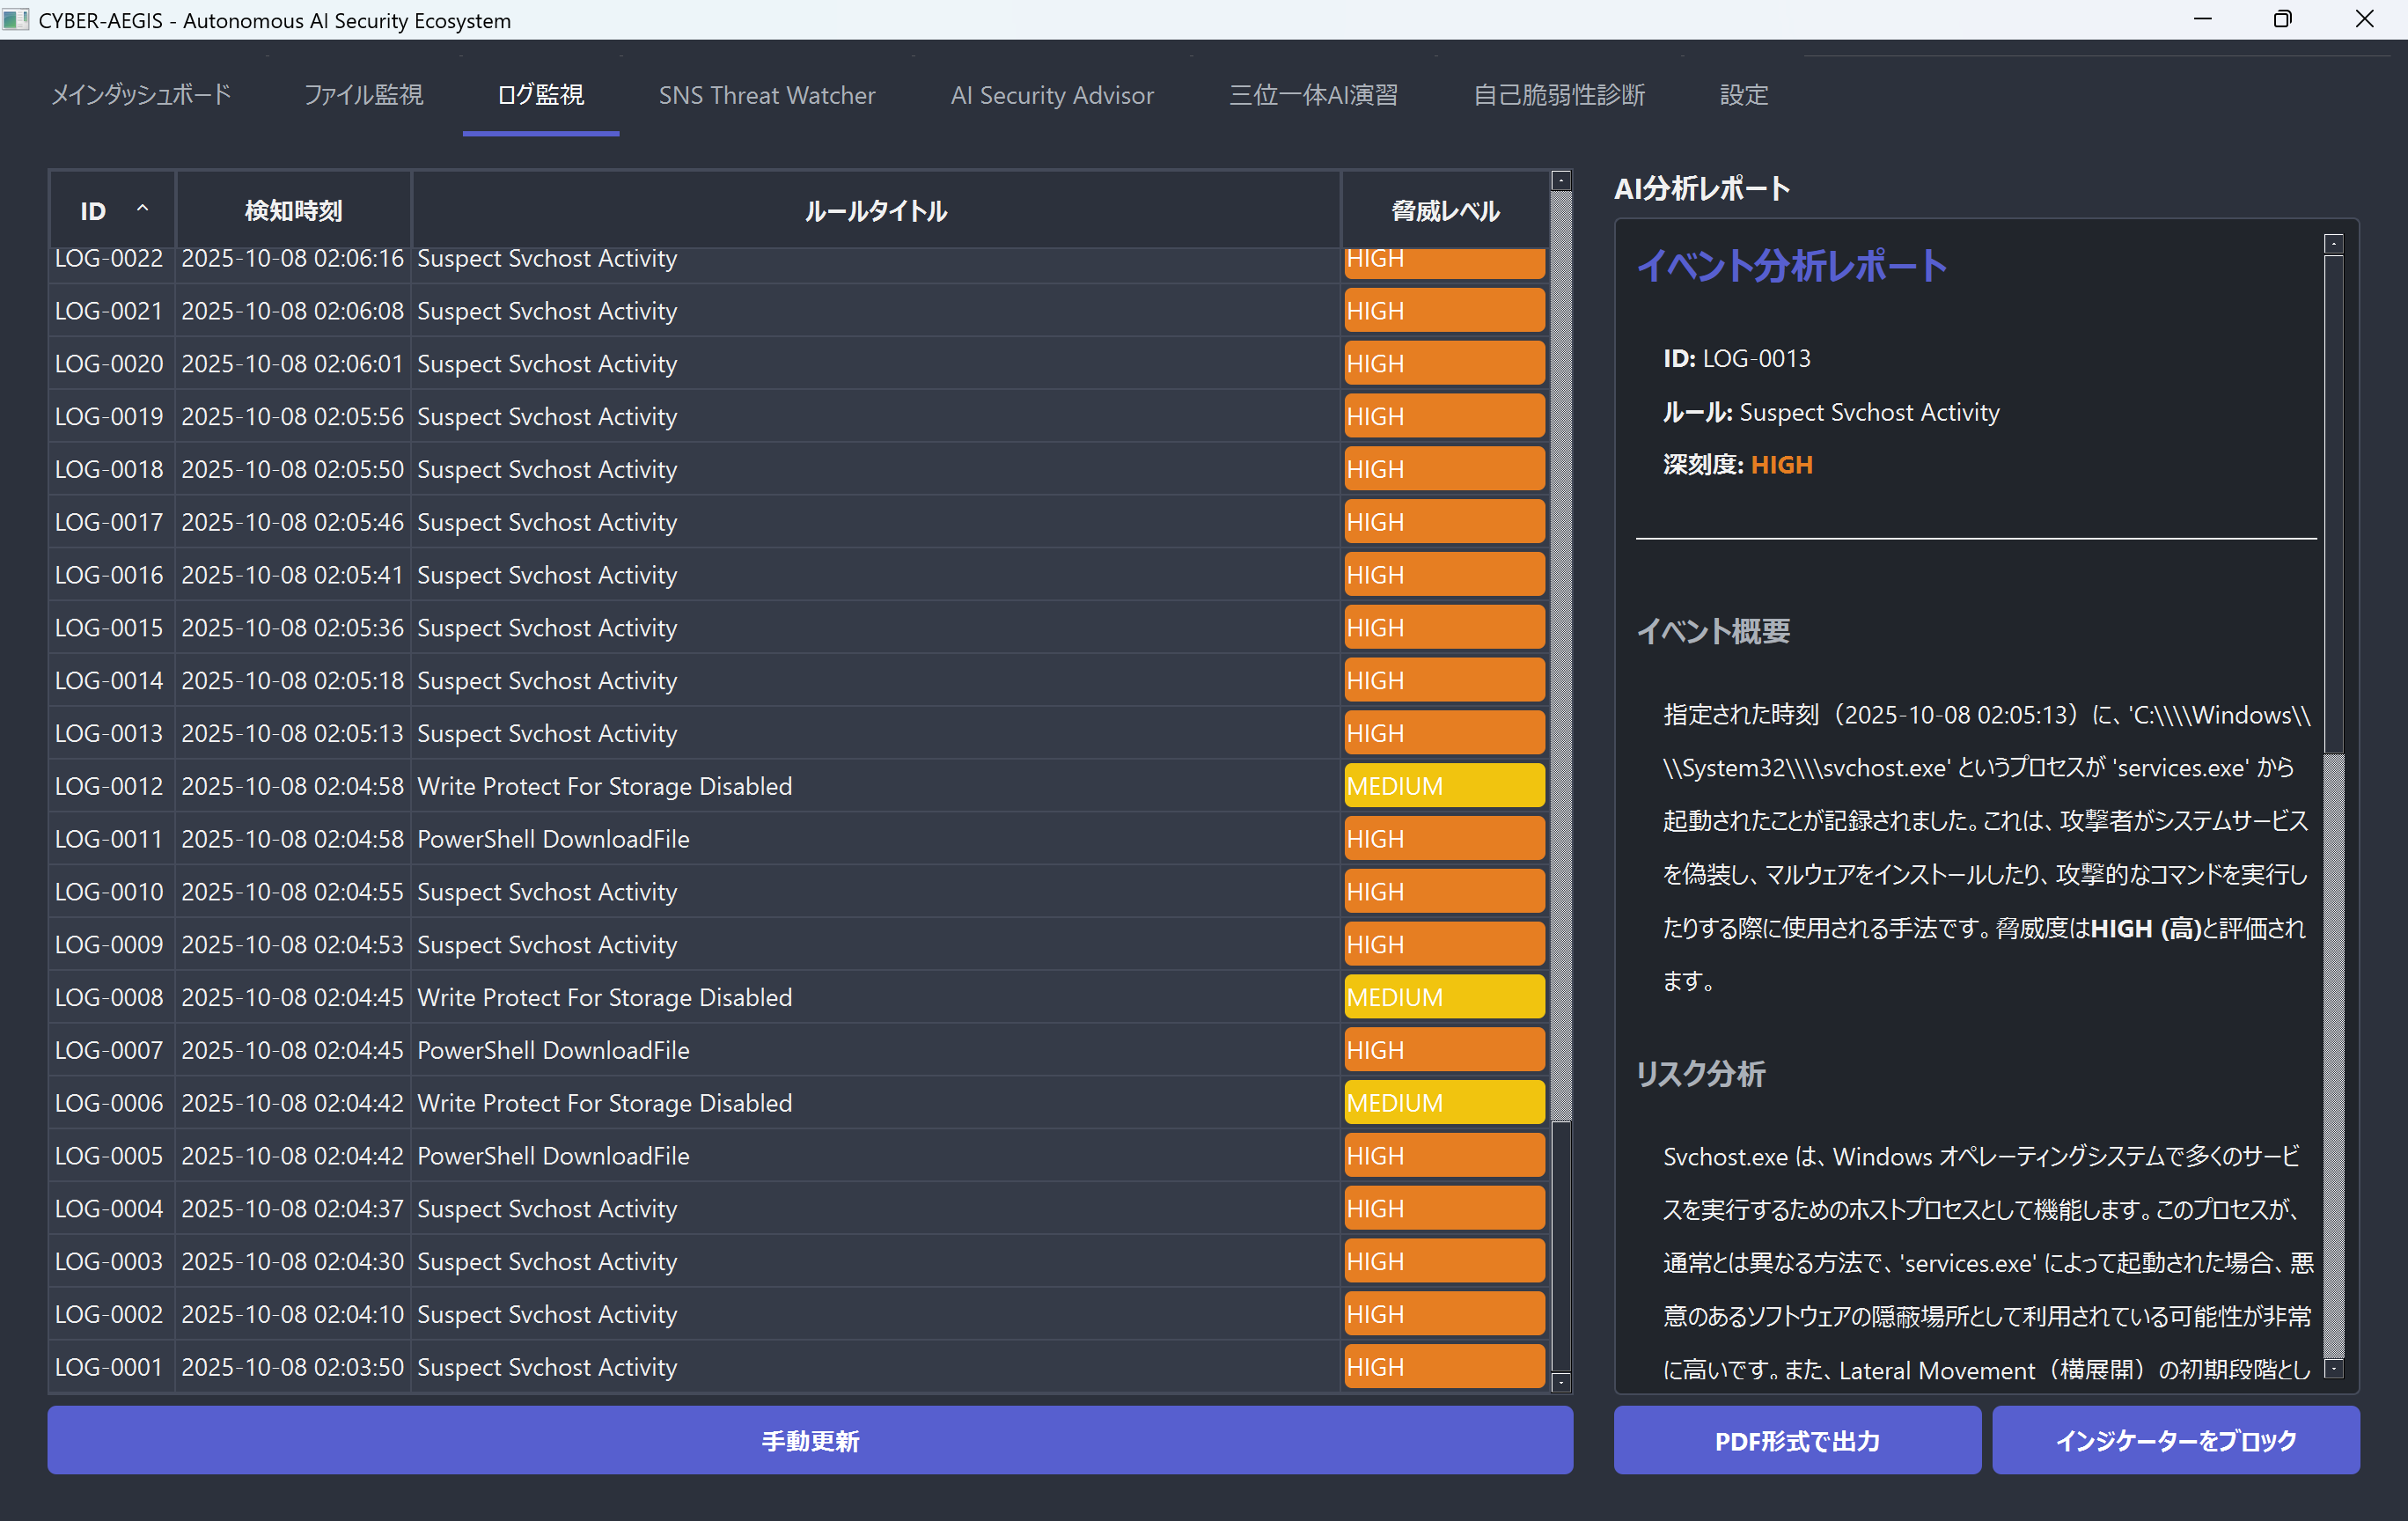 CYBER-AEGIS - Autonomous AI Security Ecosystem
メインダッシュボード ファイル監視 ログ監視 SNS Threat Watcher AI Security Advisor 三位一体AI演習 自己脆弱性診断 設定
ID 検知時刻 ルールタイトル 脅威レベル
LOG-0022 2025-10-08 02:06:16 Suspect Svchost Activity HIGH
LOG-0021 2025-10-08 02:06:08 Suspect Svchost Activity HIGH
LOG-0020 2025-10-08 02:06:01 Suspect Svchost Activity HIGH
LOG-0019 2025-10-08 02:05:56 Suspect Svchost Activity HIGH
LOG-0018 2025-10-08 02:05:50 Suspect Svchost Activity HIGH
LOG-0017 2025-10-08 02:05:46 Suspect Svchost Activity HIGH
LOG-0016 2025-10-08 02:05:41 Suspect Svchost Activity HIGH
LOG-0015 2025-10-08 02:05:36 Suspect Svchost Activity HIGH
LOG-0014 2025-10-08 02:05:18 Suspect Svchost Activity HIGH
LOG-0013 2025-10-08 02:05:13 Suspect Svchost Activity HIGH
LOG-0012 2025-10-08 02:04:58 Write Protect For Storage Disabled MEDIUM
LOG-0011 2025-10-08 02:04:58 PowerShell DownloadFile HIGH
LOG-0010 2025-10-08 02:04:55 Suspect Svchost Activity HIGH
LOG-0009 2025-10-08 02:04:53 Suspect Svchost Activity HIGH
LOG-0008 2025-10-08 02:04:45 Write Protect For Storage Disabled MEDIUM
LOG-0007 2025-10-08 02:04:45 PowerShell DownloadFile HIGH
LOG-0006 2025-10-08 02:04:42 Write Protect For Storage Disabled MEDIUM
LOG-0005 2025-10-08 02:04:42 PowerShell DownloadFile HIGH
LOG-0004 2025-10-08 02:04:37 Suspect Svchost Activity HIGH
LOG-0003 2025-10-08 02:04:30 Suspect Svchost Activity HIGH
LOG-0002 2025-10-08 02:04:10 Suspect Svchost Activity HIGH
LOG-0001 2025-10-08 02:03:50 Suspect Svchost Activity HIGH
手動更新
AI分析レポート
イベント分析レポート
ID: LOG-0013
ルール: Suspect Svchost Activity
深刻度: HIGH
イベント概要
指定された時刻（2025-10-08 02:05:13）に、'C:\\\\Windows\\
\\System32\\\\svchost.exe' というプロセスが 'services.exe' から
起動されたことが記録されました。これは、攻撃者がシステムサービス
を偽装し、マルウェアをインストールしたり、攻撃的なコマンドを実行し
たりする際に使用される手法です。脅威度はHIGH (高)と評価され
ます。
リスク分析
Svchost.exe は、Windows オペレーティングシステムで多くのサービ
スを実行するためのホストプロセスとして機能します。このプロセスが、
通常とは異なる方法で、'services.exe' によって起動された場合、悪
意のあるソフトウェアの隠蔽場所として利用されている可能性が非常
に高いです。また、Lateral Movement（横展開）の初期段階とし
PDF形式で出力 インジケーターをブロック